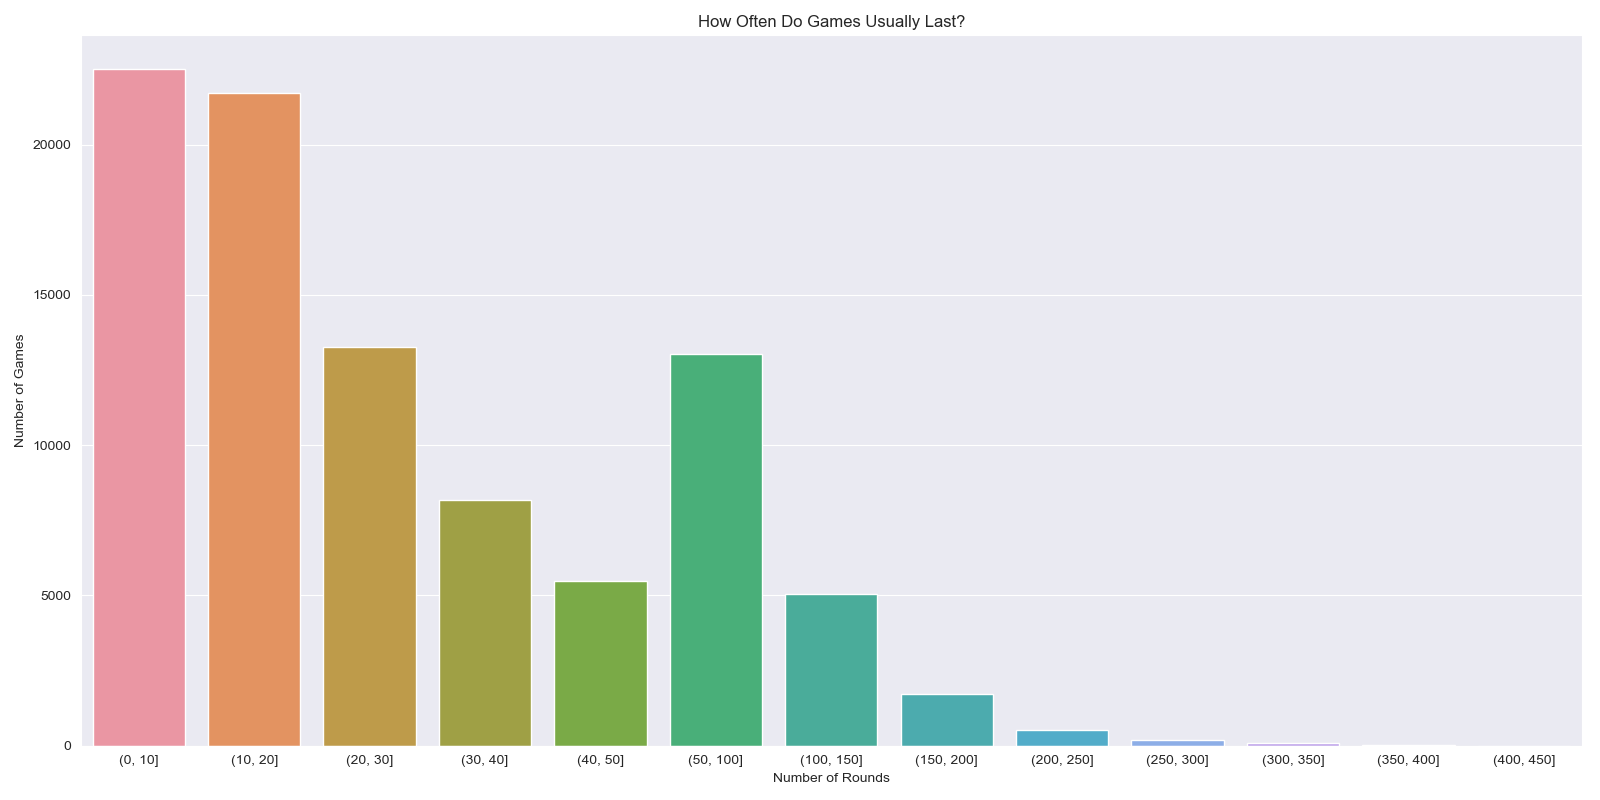 How Often Do Games Usually Last?
Number of Games
20000
15000
10000
5000
0
(0, 10] (10, 20] (20, 30] (30, 40] (40, 50] (50, 100] (100, 150] (150, 200] (200, 250] (250, 300] (300, 350] (350, 400] (400, 450]
Number of Rounds